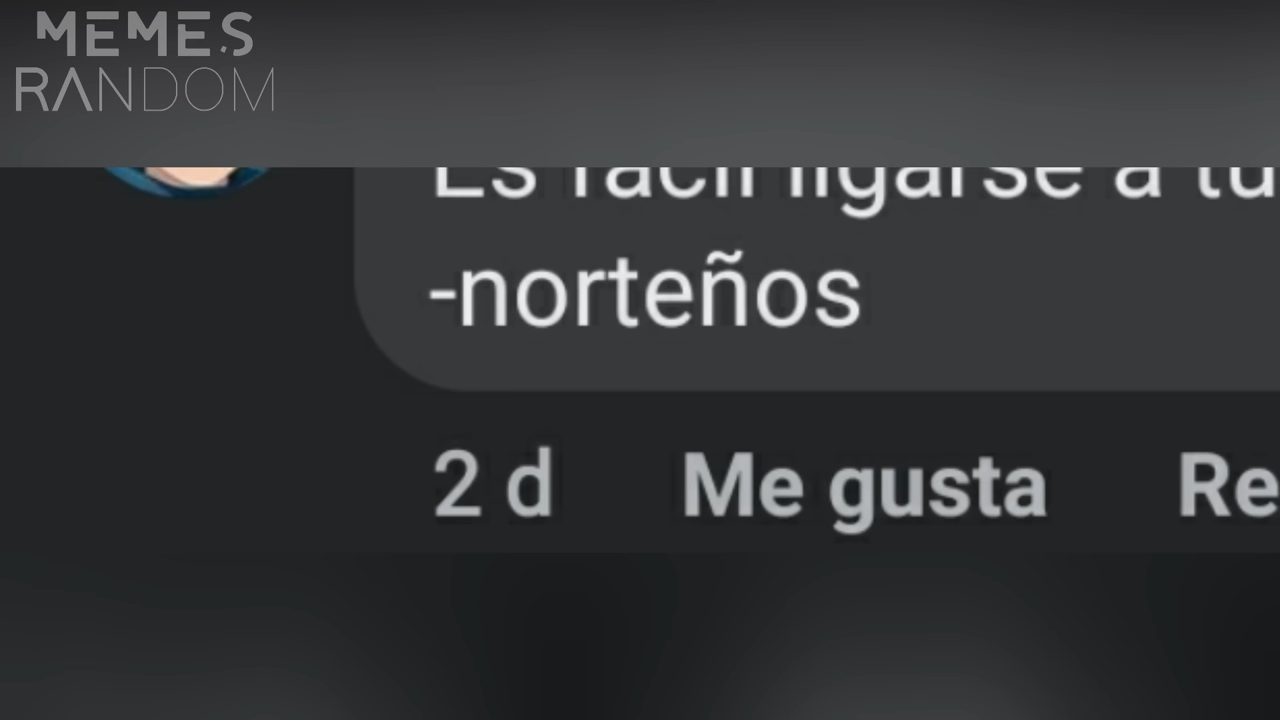 MEMES
RANDOM
Es fácil ligarse a tu
-norteños
2 d Me gusta Re